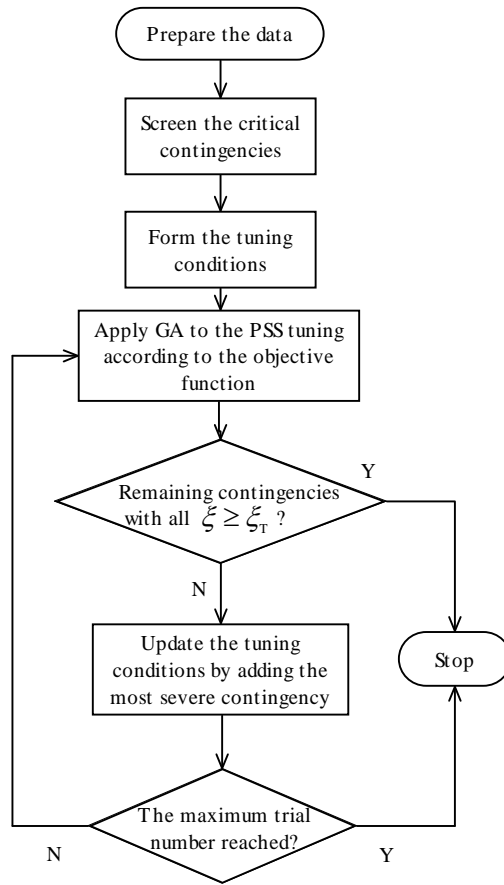 Prepare the data
Screen the critical
contingencies
Form the tuning
conditions
Apply GA to the PSS tuning
according to the objective
function
Y
Remaining contingencies
with all ξ ≥ ξ_T ?
N
Update the tuning
conditions by adding the
most severe contingency
Stop
The maximum trial
number reached?
N
Y